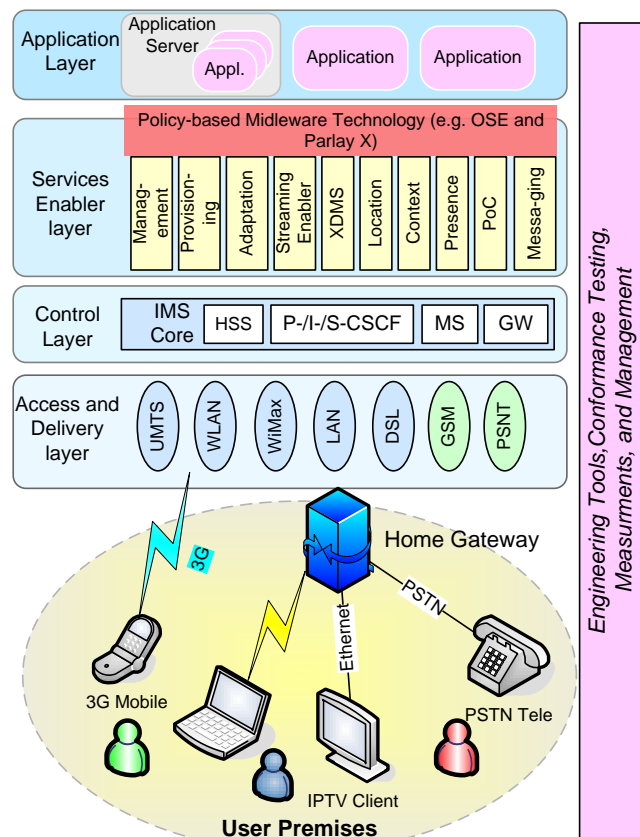 Application
Layer
Application
Server
Appl.
Application
Application
Policy-based Midleware Technology (e.g. OSE and
Parlay X)
Services
Enabler
layer
Manag-
ement
Provision-
ing
Adaptation
Streaming
Enabler
XDMS
Location
Context
Presence
PoC
Messa-ging
Control
Layer
IMS
Core
HSS
P-/I-/S-CSCF
MS
GW
Access and
Delivery
layer
UMTS
WLAN
WiMax
LAN
DSL
GSM
PSNT
3G
Home Gateway
PSTN
Ethernet
3G Mobile
PSTN Tele
IPTV Client
User Premises
Engineering Tools,Conformance Testing,
Measurments, and Management